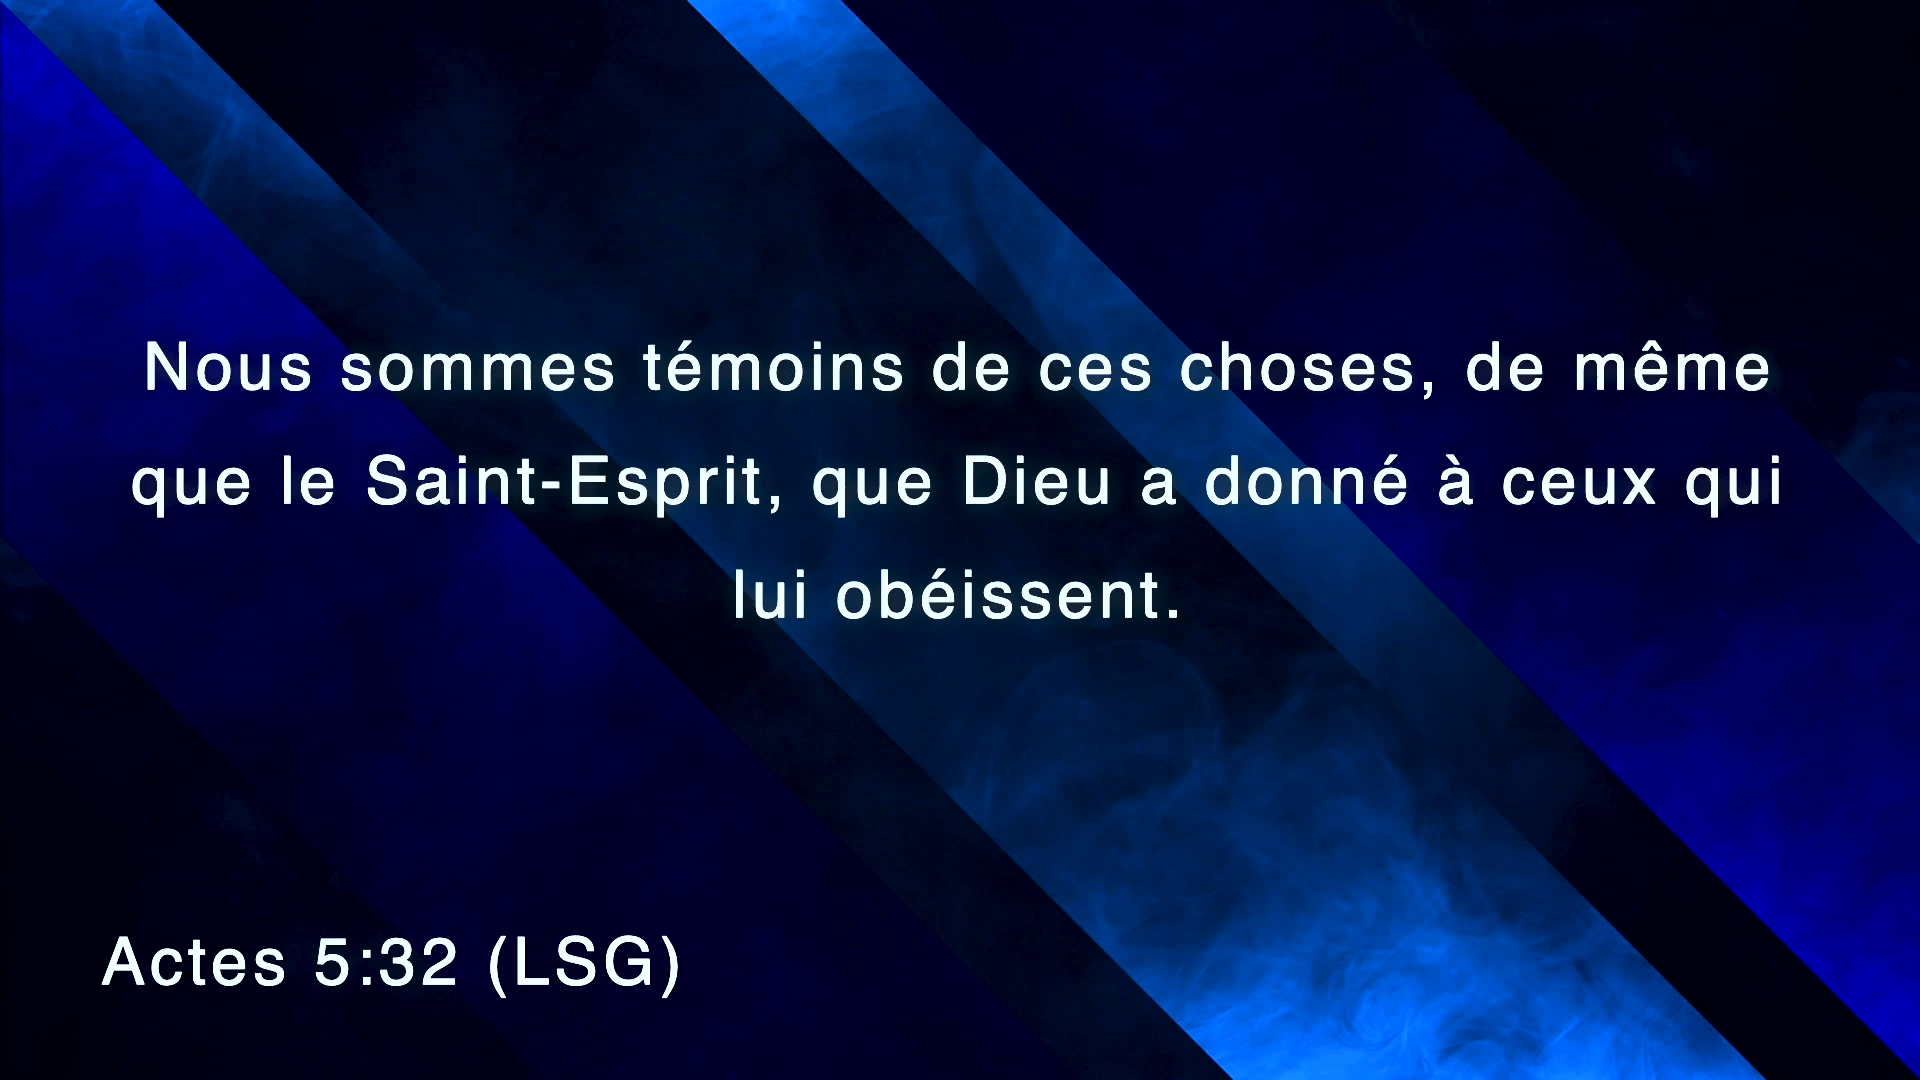 Nous sommes témoins de ces choses, de même
que le Saint-Esprit, que Dieu a donné à ceux qui
lui obéissent.
Actes 5:32 (LSG)